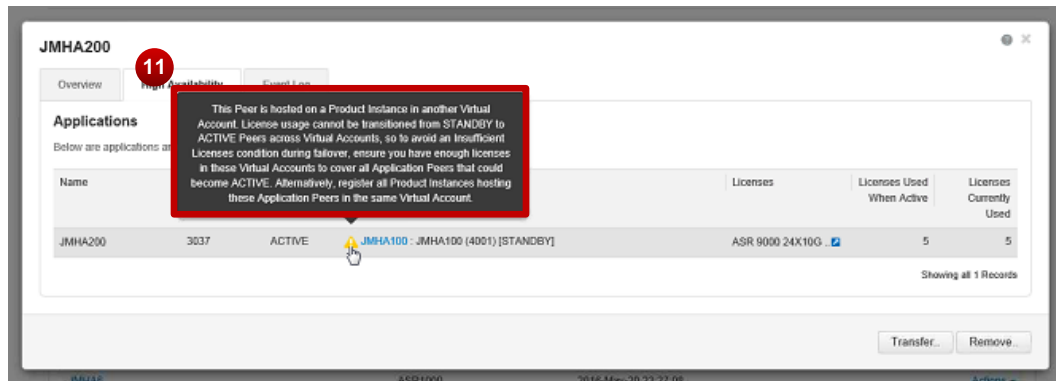 JMHA200
11
Overview
High Availability
Event Log
This Peer is hosted on a Product Instance in another Virtual
Account. License usage cannot be transitioned from STANDBY to
ACTIVE Peers across Virtual Accounts, so to avoid an Insufficient
Licenses condition during failover, ensure you have enough licenses
in these Virtual Accounts to cover all Application Peers that could
become ACTIVE. Alternatively, register all Product Instances hosting
these Application Peers in the same Virtual Account.
Applications
Below are applications
Name
Licenses
Licenses Used
When Active
Licenses
Currently
Used
JMHA200 3037 ACTIVE JMHA100 : JMHA100 (4001) [STANDBY] ASR 9000 24X10G .. 5 5
Showing all 1 Records
Transfer..
Remove..
ASR1000